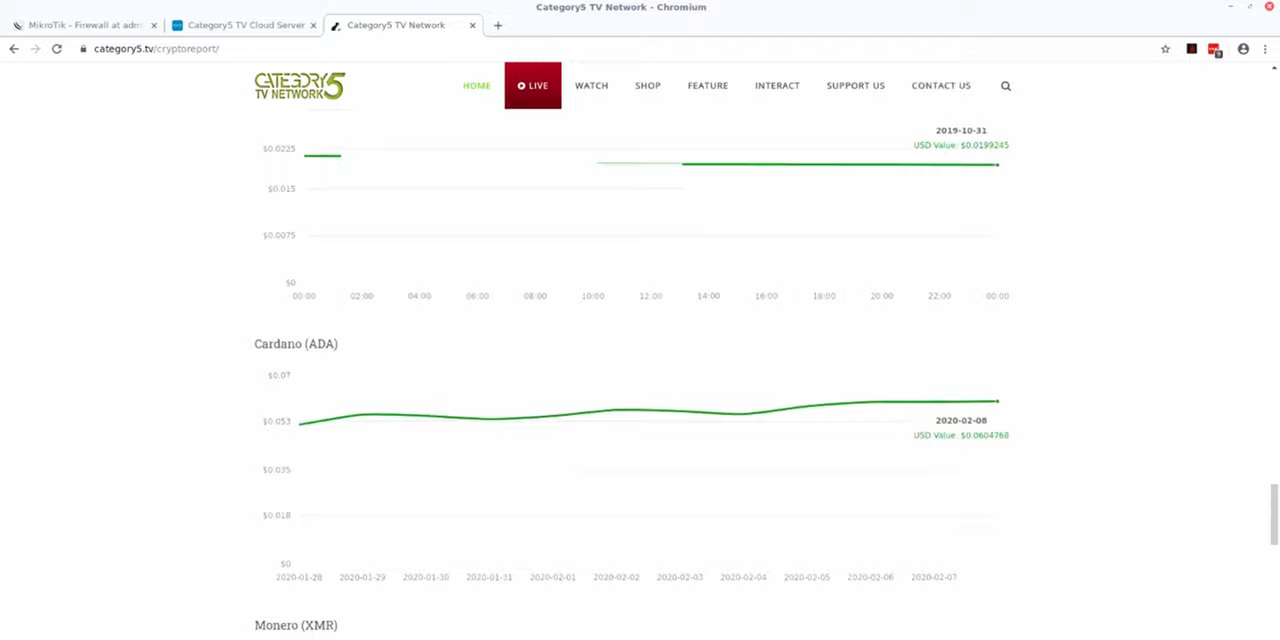 Category5 TV Network - Chromium
MikroTik - Firewall at adm
Category5 TV Cloud Server
Category5 TV Network
category5.tv/cryptoreport/
CATEGORY5
TV NETWORK
HOME
LIVE
WATCH
SHOP
FEATURE
INTERACT
SUPPORT US
CONTACT US
2019-10-31
USD Value: $0.0199245
$0.0225
$0.015
$0.0075
$0
00:00 02:00 04:00 06:00 08:00 10:00 12:00 14:00 16:00 18:00 20:00 22:00 00:00
Cardano (ADA)
$0.07
$0.053
2020-02-08
USD Value: $0.0604768
$0.035
$0.018
$0
2020-01-28 2020-01-29 2020-01-30 2020-01-31 2020-02-01 2020-02-02 2020-02-03 2020-02-04 2020-02-05 2020-02-06 2020-02-07
Monero (XMR)